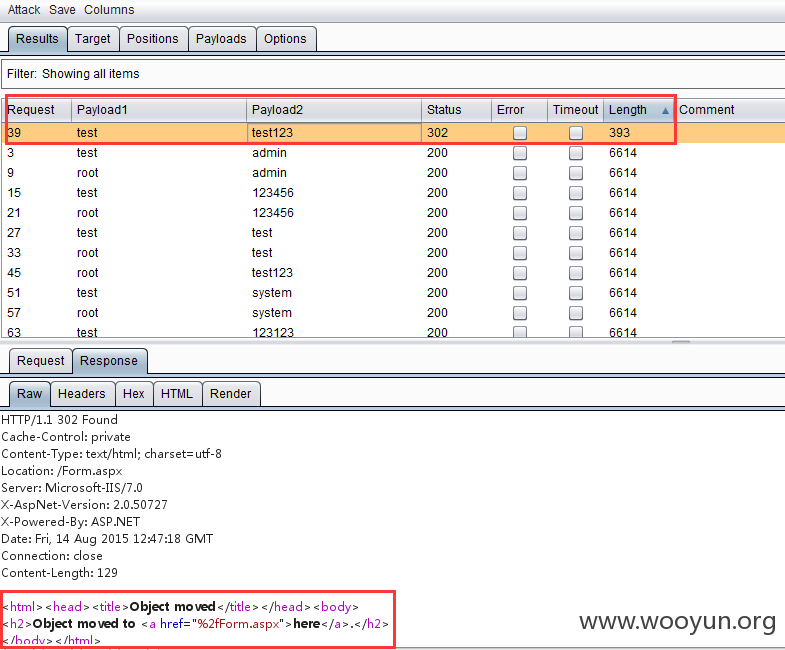 Attack Save Columns
Results Target Positions Payloads Options
Filter: Showing all items
Request Payload1 Payload2 Status Error Timeout Length Comment
39 test test123 302 393
3 test admin 200 6614
9 root admin 200 6614
15 test 123456 200 6614
21 root 123456 200 6614
27 test test 200 6614
33 root test 200 6614
45 root test123 200 6614
51 test system 200 6614
57 root system 200 6614
63 test 123123 200 6614
Request Response
Raw Headers Hex HTML Render
HTTP/1.1 302 Found
Cache-Control: private
Content-Type: text/html; charset=utf-8
Location: /Form.aspx
Server: Microsoft-IIS/7.0
X-AspNet-Version: 2.0.50727
X-Powered-By: ASP.NET
Date: Fri, 14 Aug 2015 12:47:18 GMT
Connection: close
Content-Length: 129
<html><head><title>Object moved</title></head><body>
<h2>Object moved to <a href="%2fForm.aspx">here</a>.</h2>
</body></html>
www.wooyun.org